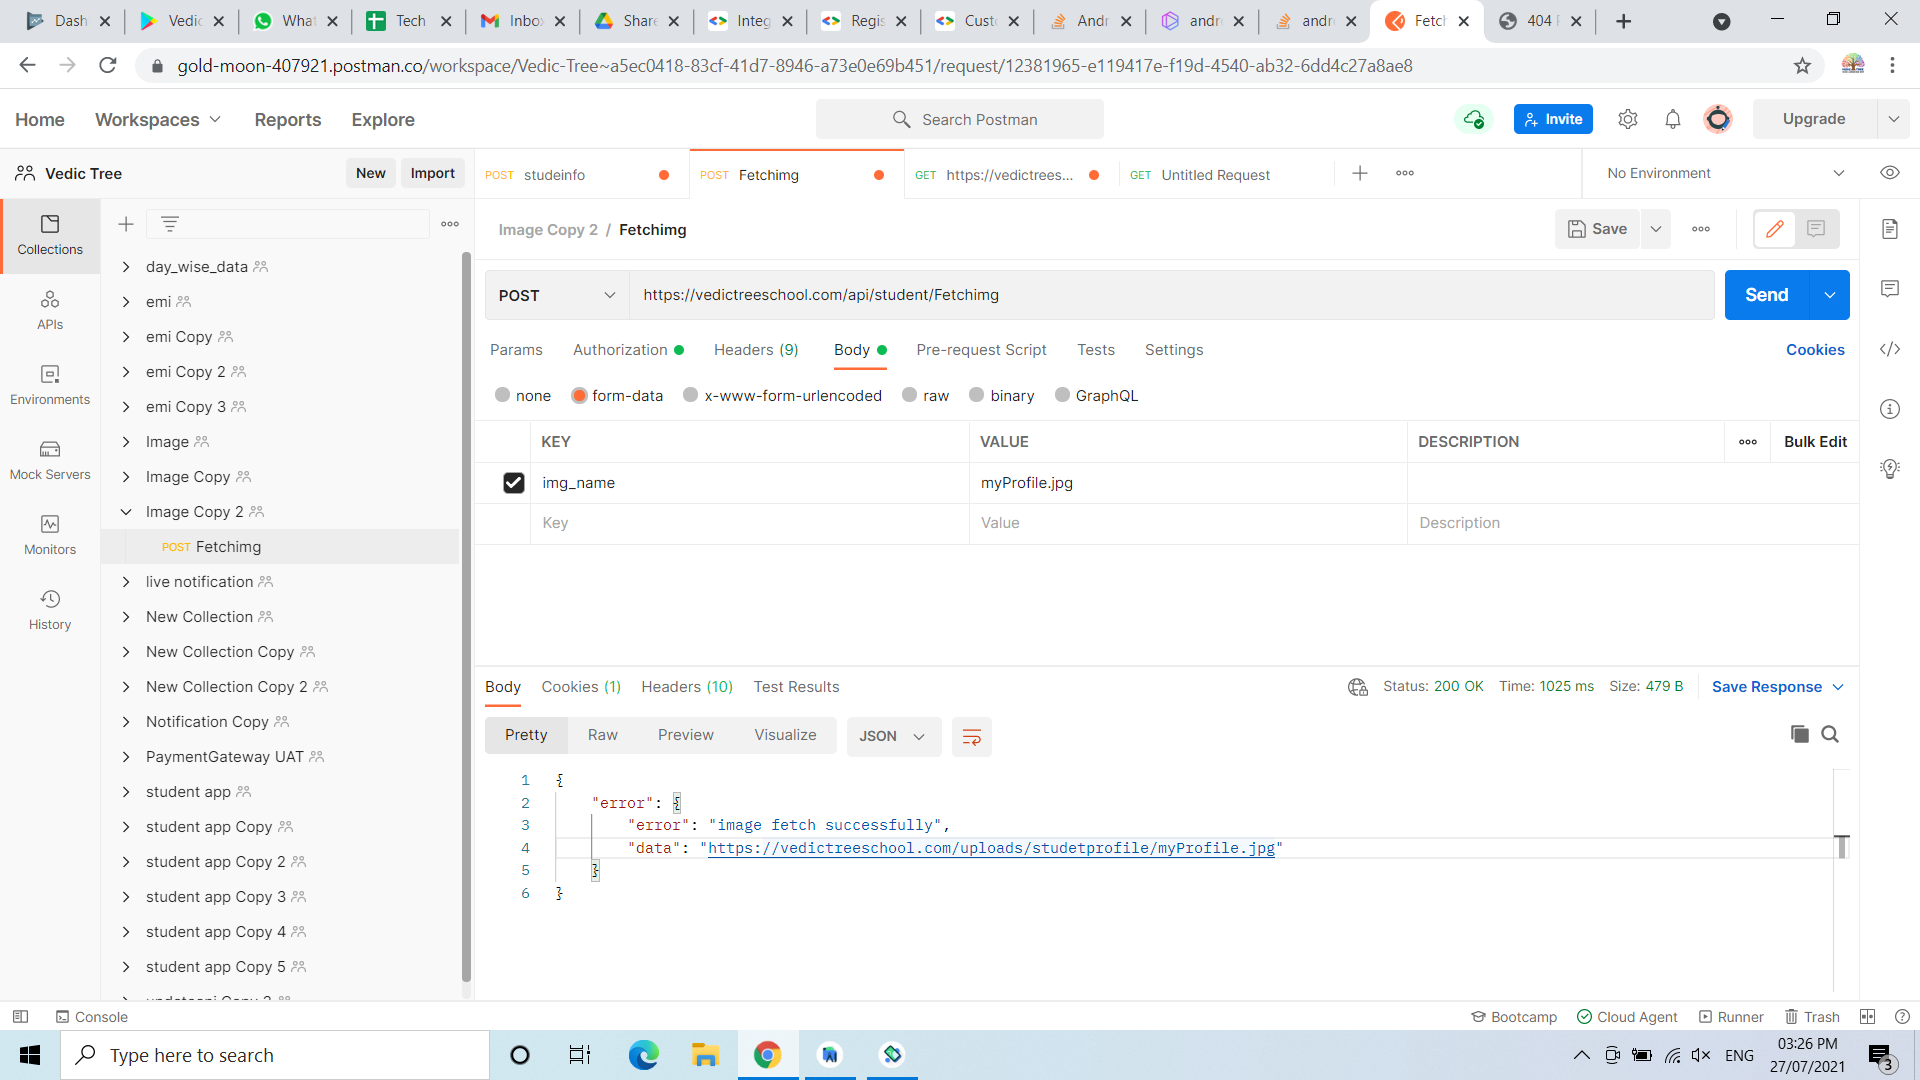 Dash
Vedic
What
Tech
Inbo
Share
Integ
Regis
Cust
Andr
andr
andr
Fetch
404
gold-moon-407921.postman.co/workspace/Vedic-Tree~a5ec0418-83cf-41d7-8946-a73e0e69b451/request/12381965-e119417e-f19d-4540-ab32-6dd4c27a8ae8
Home Workspaces Reports Explore
Search Postman
Invite
Upgrade
Vedic Tree
New
Import
POST studeinfo
POST Fetchimg
GET https://vedictrees...
GET Untitled Request
No Environment
Collections
APIs
Environments
Mock Servers
Monitors
History
day_wise_data
emi
emi Copy
emi Copy 2
emi Copy 3
Image
Image Copy
Image Copy 2
POST Fetchimg
live notification
New Collection
New Collection Copy
New Collection Copy 2
Notification Copy
PaymentGateway UAT
student app
student app Copy
student app Copy 2
student app Copy 3
student app Copy 4
student app Copy 5
Image Copy 2 / Fetchimg
Save
POST
https://vedictreeschool.com/api/student/Fetchimg
Send
Params Authorization Headers (9) Body Pre-request Script Tests Settings
Cookies
none form-data x-www-form-urlencoded raw binary GraphQL
KEY VALUE DESCRIPTION Bulk Edit
img_name myProfile.jpg
Key Value Description
Body Cookies (1) Headers (10) Test Results
Status: 200 OK Time: 1025 ms Size: 479 B Save Response
Pretty Raw Preview Visualize JSON
1 {
2 "error": {
3 "error": "image fetch successfully",
4 "data": "https://vedictreeschool.com/uploads/studetprofile/myProfile.jpg"
5 }
6 }
Console
Bootcamp Cloud Agent Runner Trash
Type here to search
ENG
03:26 PM
27/07/2021
3